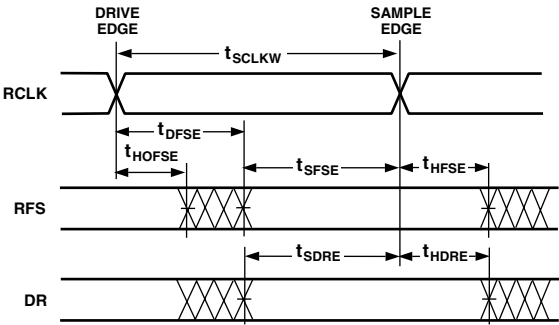 DRIVE
EDGE
SAMPLE
EDGE
tSCLKW
RCLK
tDFSE
tHOFSE
tSFSE
tHFSE
RFS
tSDRE
tHDRE
DR